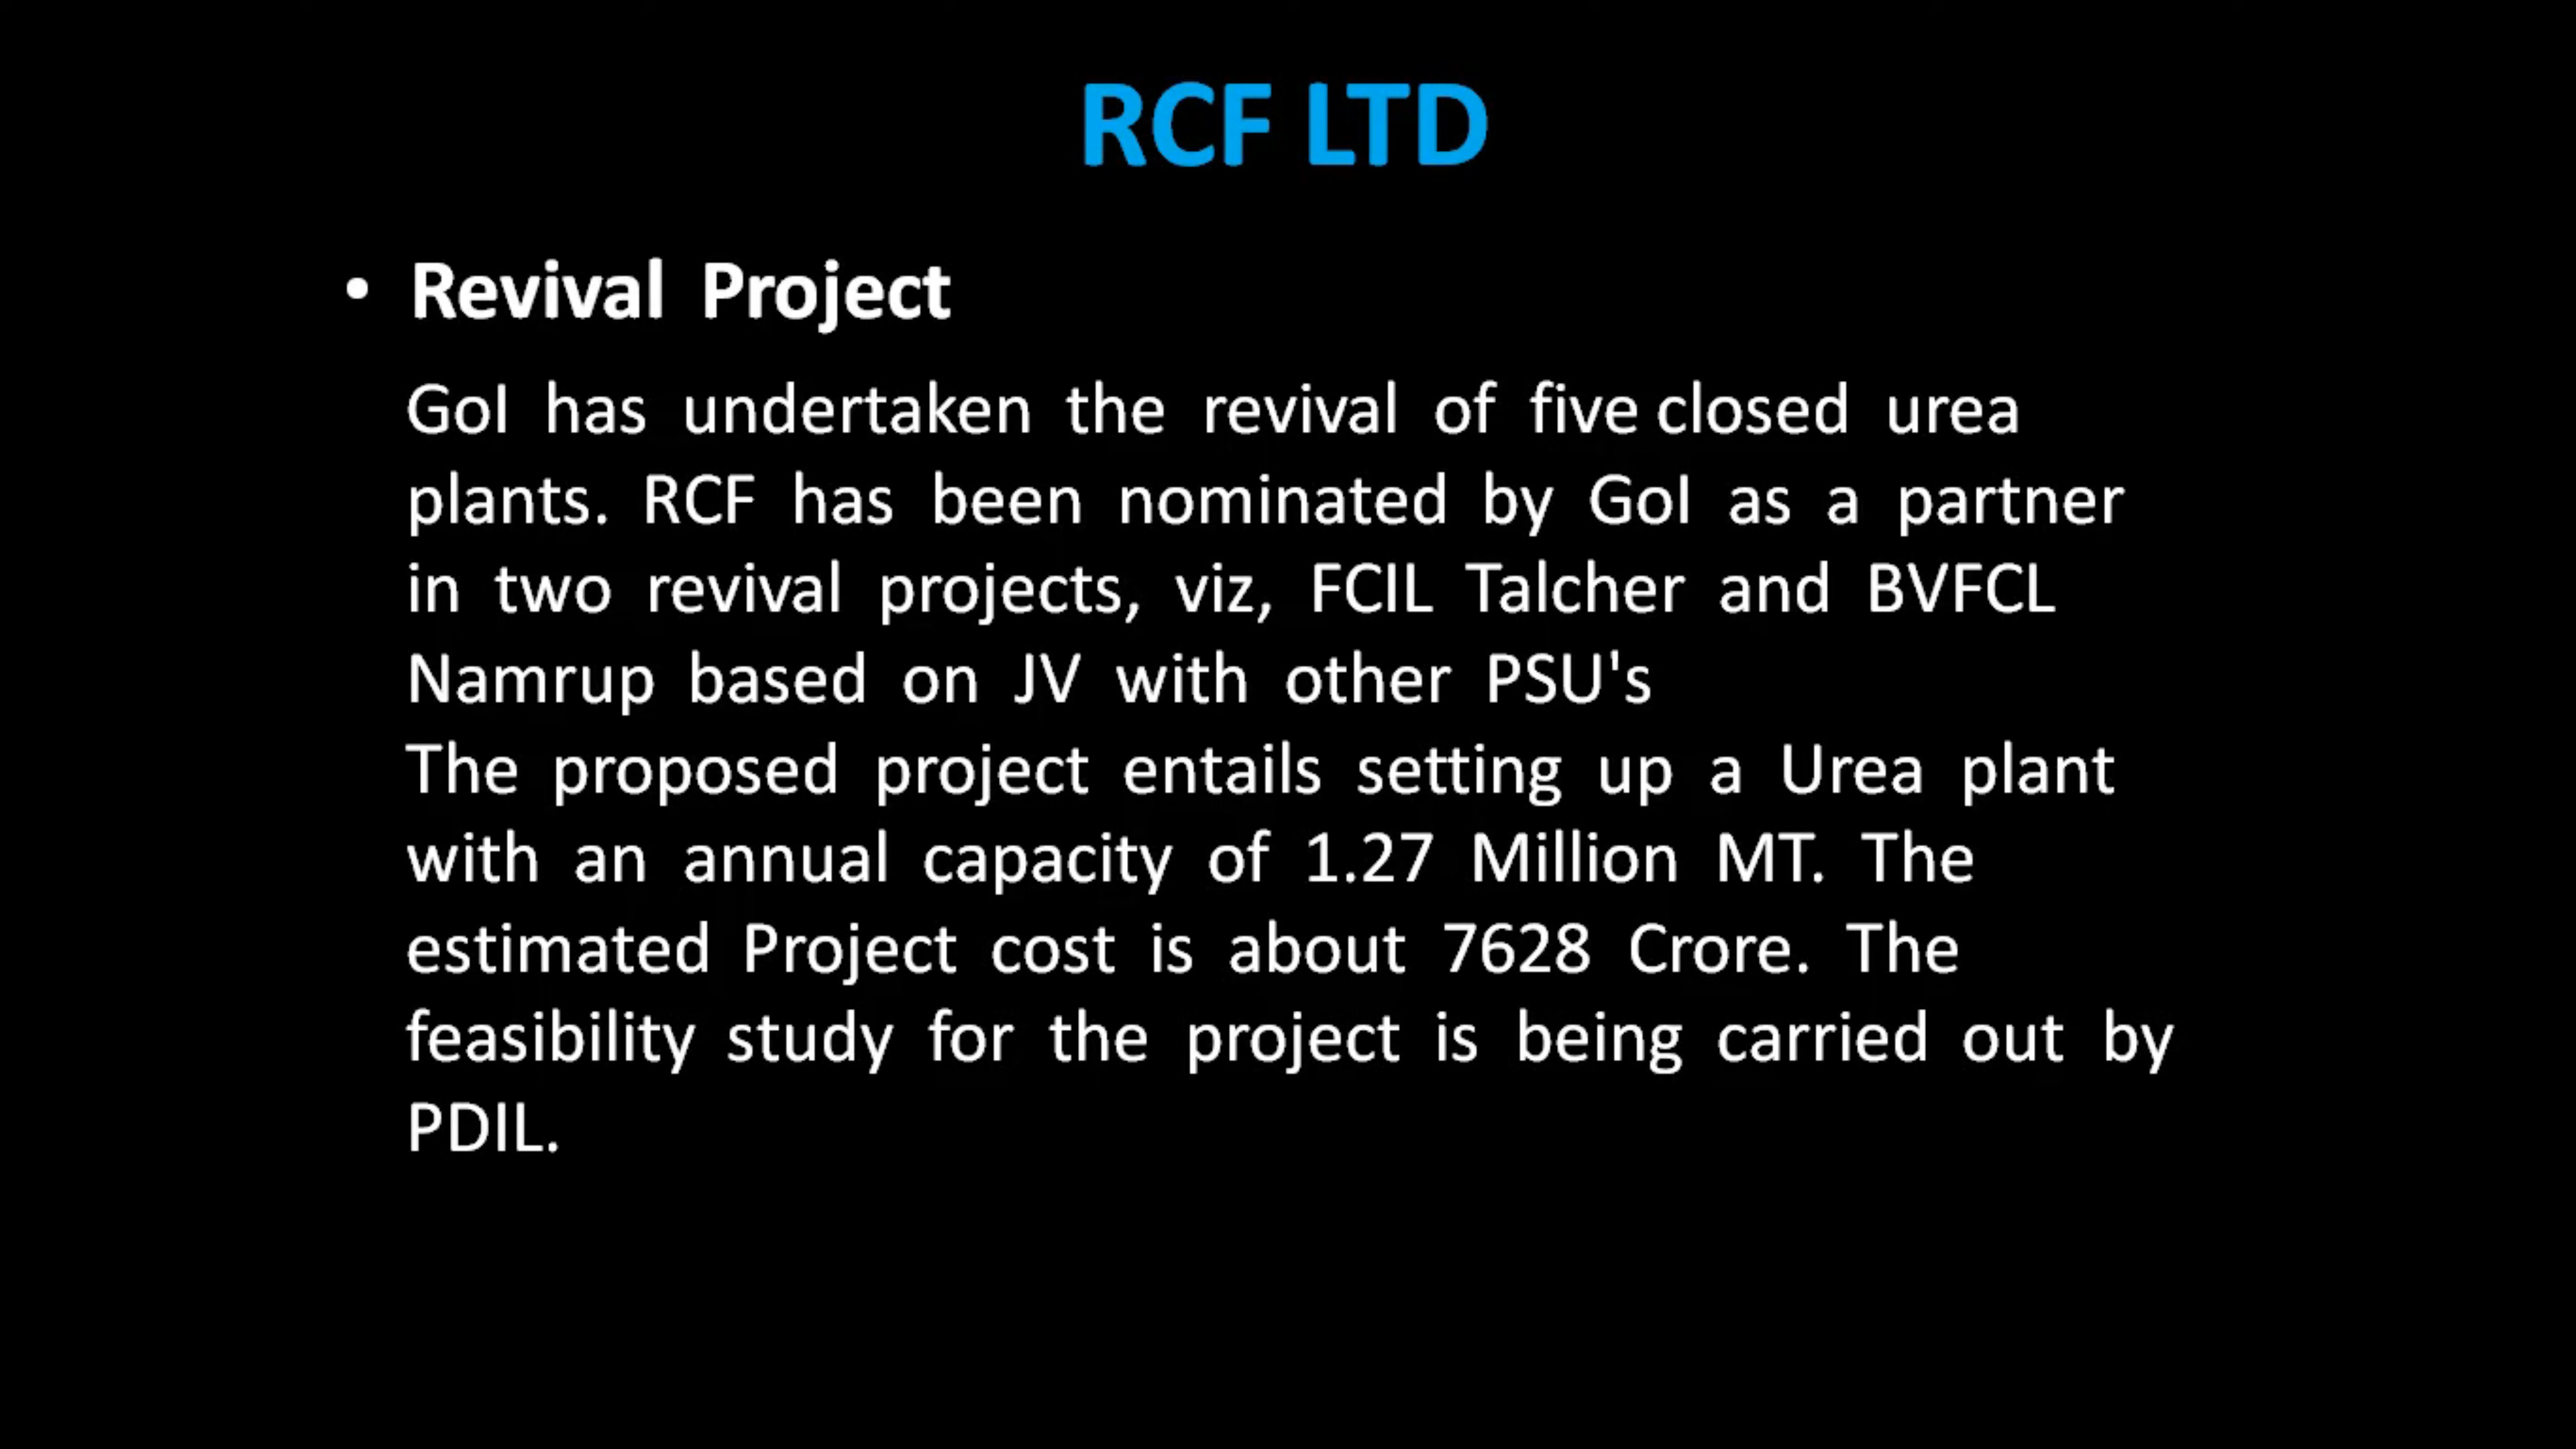 RCF LTD
• Revival Project
GoI has undertaken the revival of five closed urea
plants. RCF has been nominated by GoI as a partner
in two revival projects, viz, FCIL Talcher and BVFCL
Namrup based on JV with other PSU's
The proposed project entails setting up a Urea plant
with an annual capacity of 1.27 Million MT. The
estimated Project cost is about 7628 Crore. The
feasibility study for the project is being carried out by
PDIL.